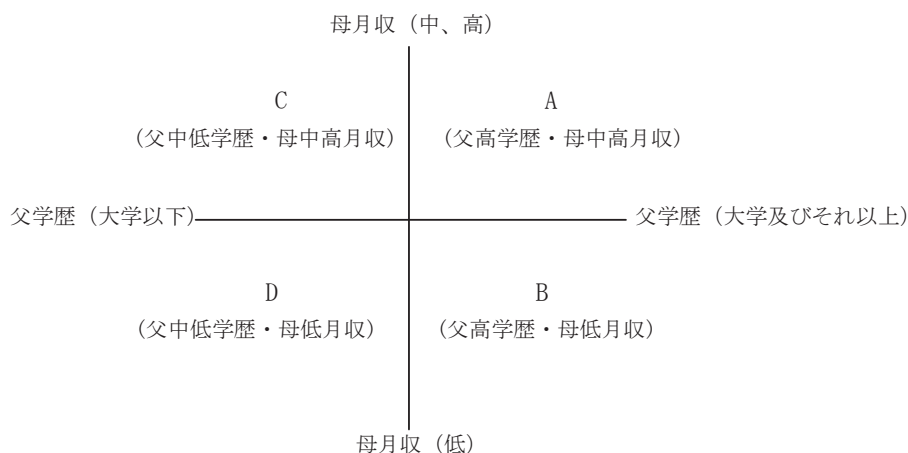 母月収（中、高）
C
（父中低学歴・母中高月収）
A
（父高学歴・母中高月収）
父学歴（大学以下）
父学歴（大学及びそれ以上）
D
（父中低学歴・母低月収）
B
（父高学歴・母低月収）
母月収（低）